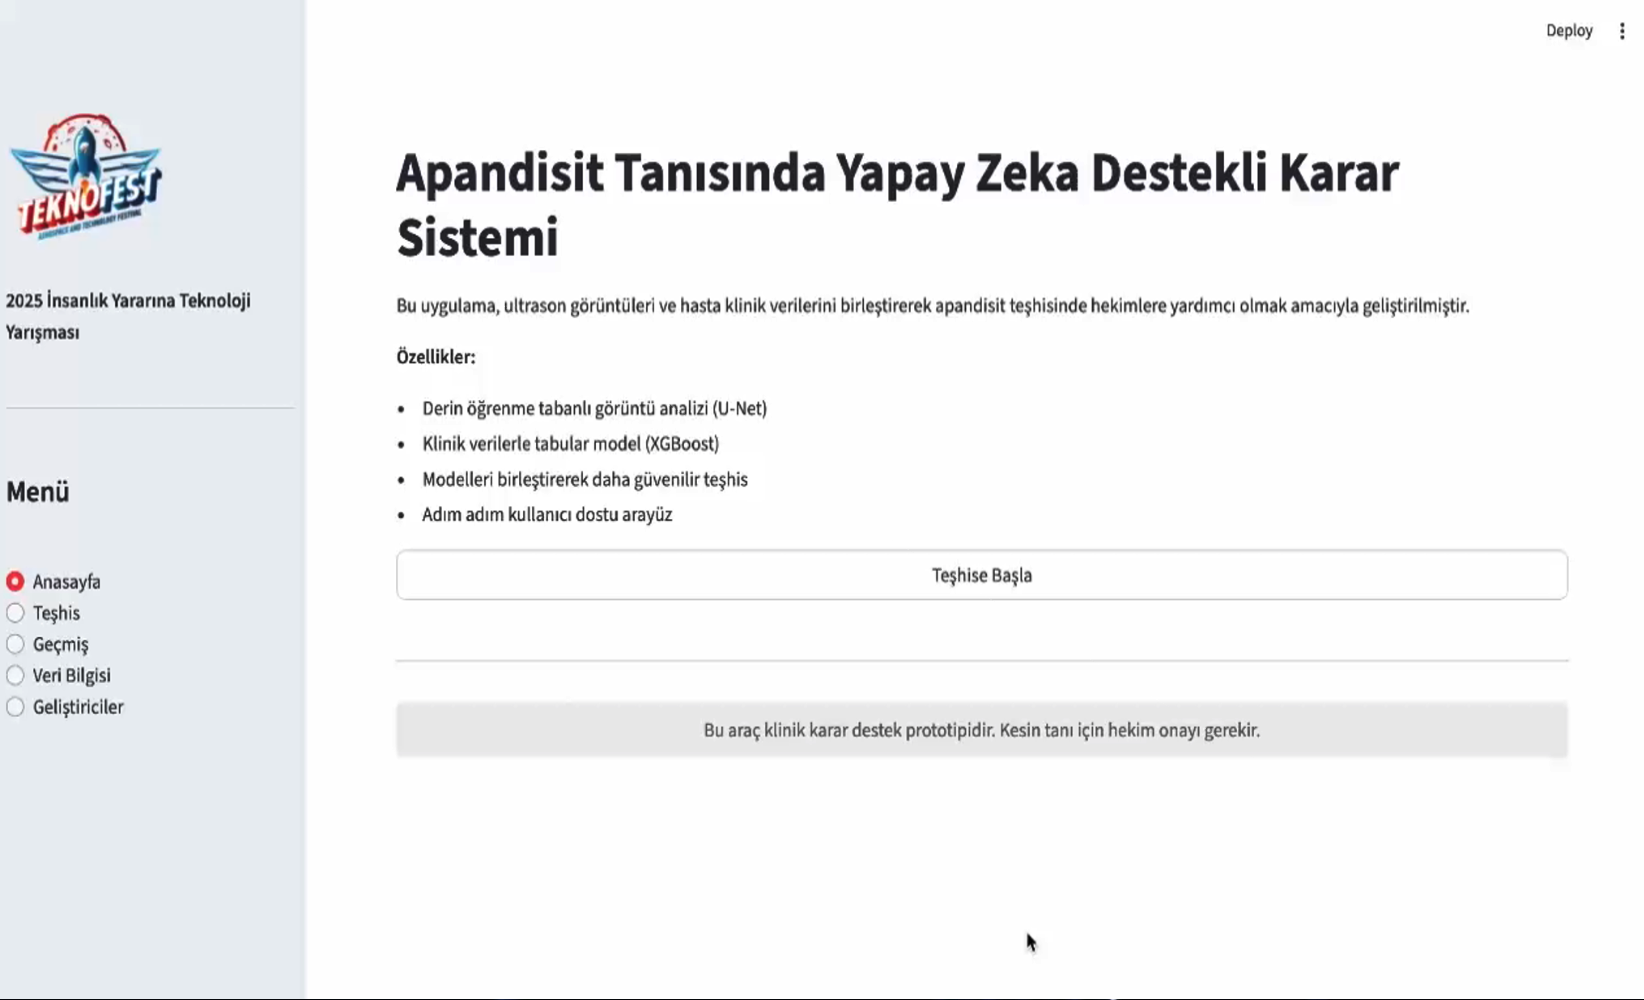 Deploy
TEKNOFEST
AEROSPACE AND TECHNOLOGY FESTIVAL
2025 İnsanlık Yararına Teknoloji
Yarışması
Menü
Anasayfa
Teşhis
Geçmiş
Veri Bilgisi
Geliştiriciler
Apandisit Tanısında Yapay Zeka Destekli Karar
Sistemi
Bu uygulama, ultrason görüntüleri ve hasta klinik verilerini birleştirerek apandisit teşhisinde hekimlere yardımcı olmak amacıyla geliştirilmiştir.
Özellikler:
• Derin öğrenme tabanlı görüntü analizi (U-Net)
• Klinik verilerle tabular model (XGBoost)
• Modelleri birleştirerek daha güvenilir teşhis
• Adım adım kullanıcı dostu arayüz
Teşhise Başla
Bu araç klinik karar destek prototipidir. Kesin tanı için hekim onayı gerekir.